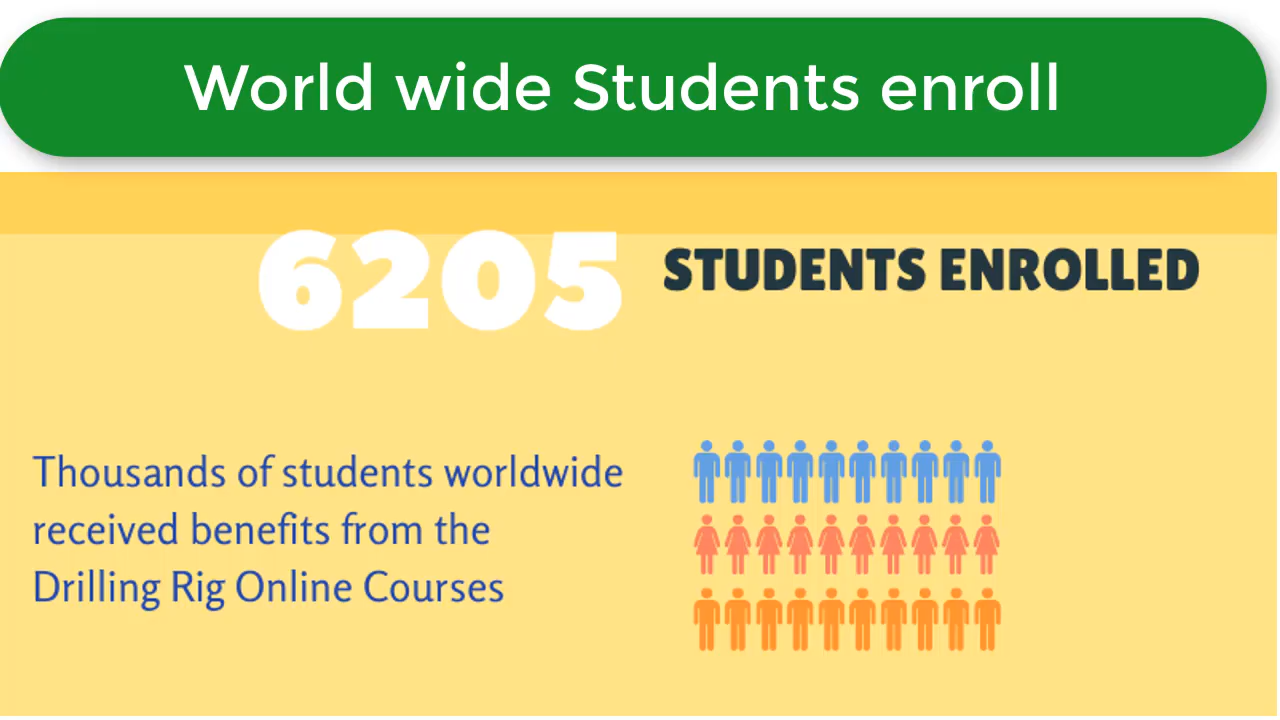 World wide Students enroll
6205 STUDENTS ENROLLED
Thousands of students worldwide
received benefits from the
Drilling Rig Online Courses